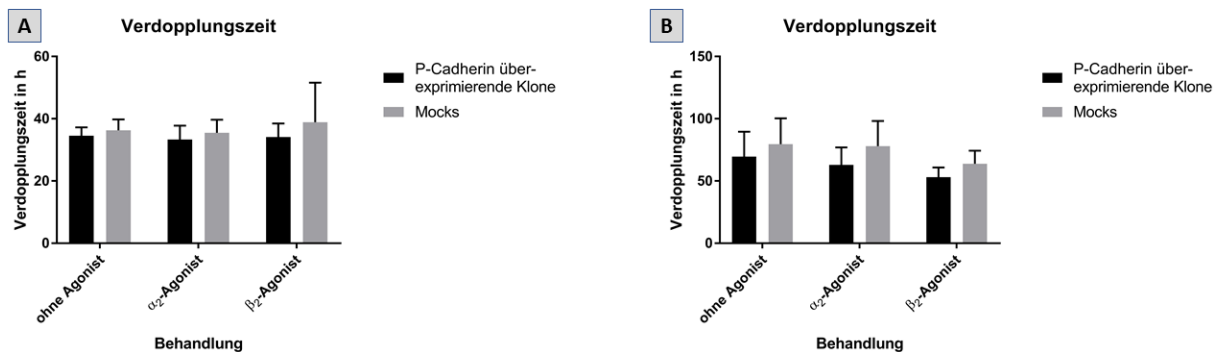 A
Verdopplungszeit
60
40
20
0
Verdopplungszeit in h
ohne Agonist
α2-Agonist
β2-Agonist
Behandlung
P-Cadherin über-
exprimierende Klone
Mocks
B
Verdopplungszeit
150
100
50
0
Verdopplungszeit in h
ohne Agonist
α2-Agonist
β2-Agonist
Behandlung
P-Cadherin über-
exprimierende Klone
Mocks